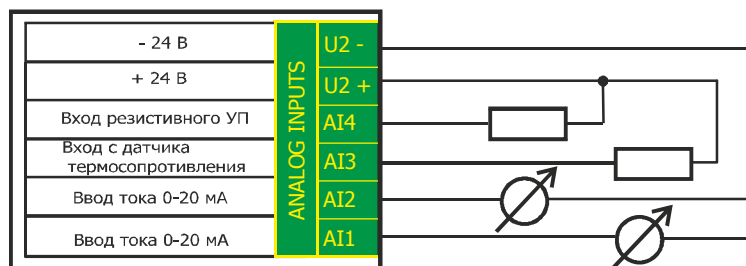 - 24 В
U2 -
+ 24 В
U2 +
Вход резистивного УП
AI4
Вход с датчика
термосопротивления
AI3
Ввод тока 0-20 мА
AI2
Ввод тока 0-20 мА
AI1
ANALOG INPUTS